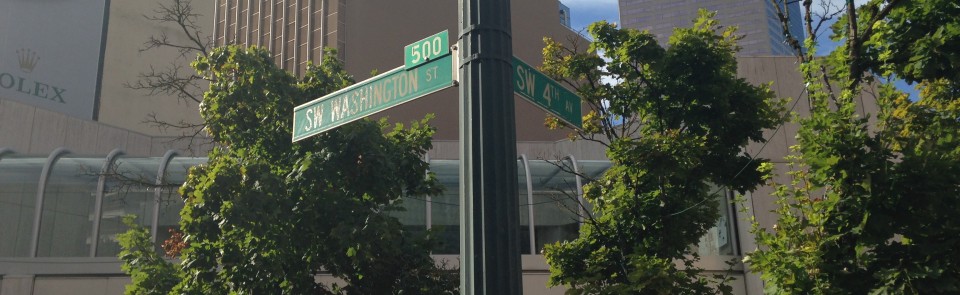 ROLEX
500
SW WASHINGTON ST
SW 4TH AV